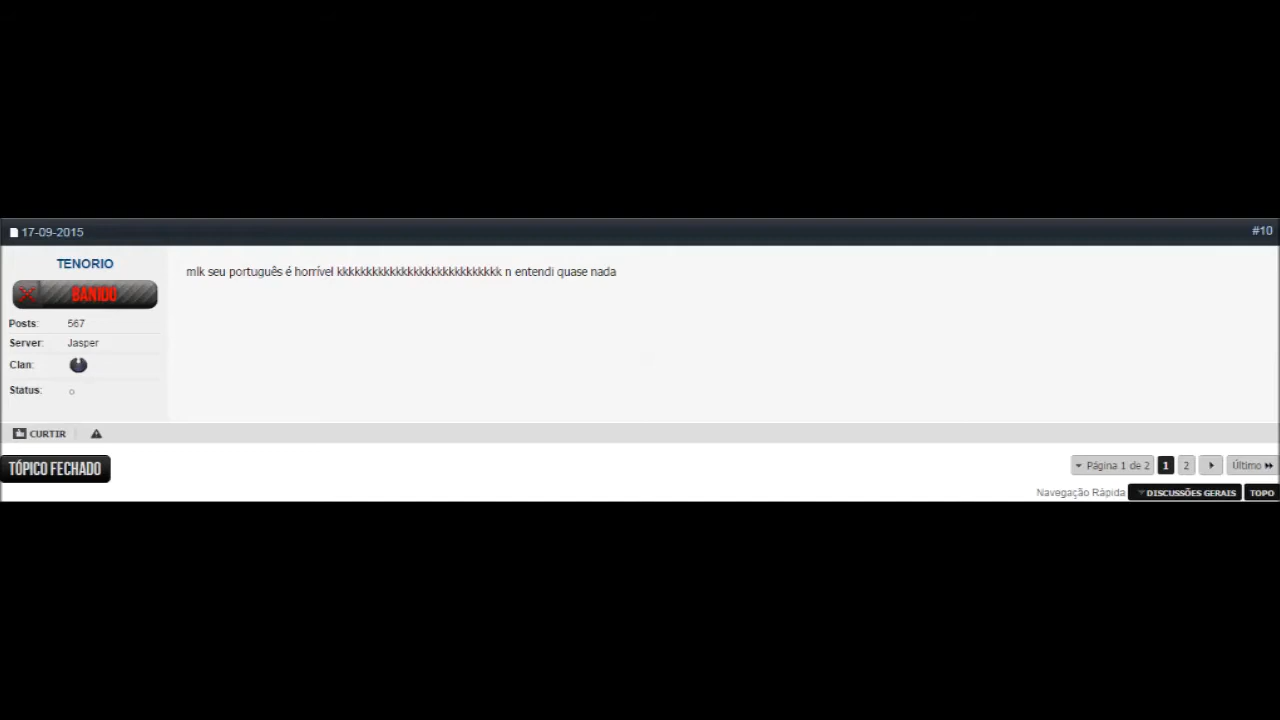 17-09-2015 #10
TENORIO
BANIDO
mlk seu português é horrível kkkkkkkkkkkkkkkkkkkkkkkkkkkk n entendi quase nada
Posts: 567
Server: Jasper
Clan:
Status:
CURTIR
TÓPICO FECHADO
Página 1 de 2 1 2 Último
Navegação Rápida DISCUSSÕES GERAIS TOPO